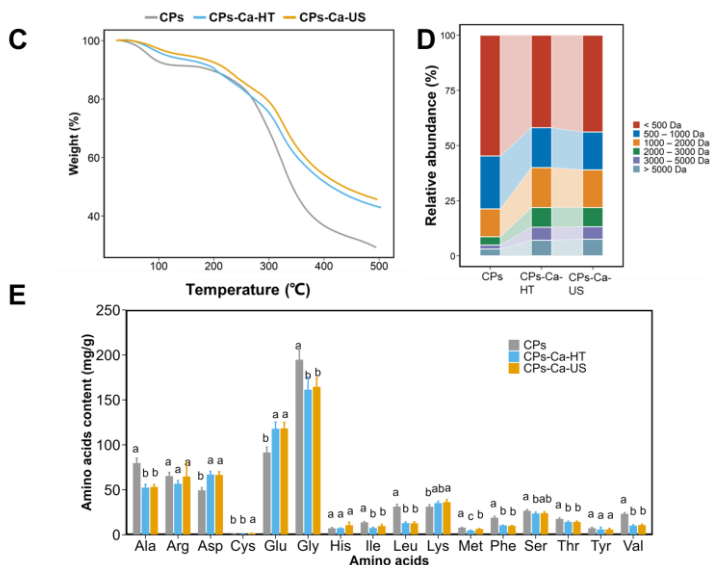 C
CPs CPs-Ca-HT CPs-Ca-US
Weight (%)
100
80
60
40
100 200 300 400 500
Temperature (℃)
D
Relative abundance (%)
100
75
50
25
0
CPs CPs-Ca-HT CPs-Ca-US
< 500 Da
500 – 1000 Da
1000 – 2000 Da
2000 – 3000 Da
3000 – 5000 Da
> 5000 Da
E
Amino acids content (mg/g)
250
200
150
100
50
0
CPs
CPs-Ca-HT
CPs-Ca-US
a b b a a a b a a b b a b a a b b a a a a b b a b b b a b a a c b a b b a b a b a b b a a a a b b
Ala Arg Asp Cys Glu Gly His Ile Leu Lys Met Phe Ser Thr Tyr Val
Amino acids